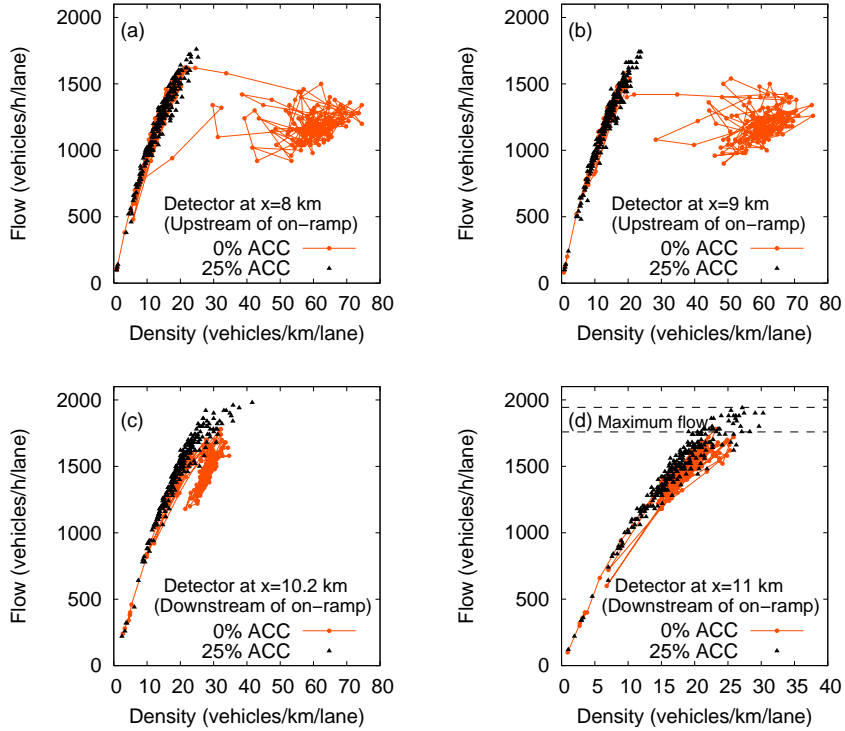 (a)
Flow (vehicles/h/lane)
2000
1500
1000
500
0
Detector at x=8 km
(Upstream of on-ramp)
0% ACC
25% ACC
0 10 20 30 40 50 60 70 80
Density (vehicles/km/lane)
(b)
Flow (vehicles/h/lane)
2000
1500
1000
500
0
Detector at x=9 km
(Upstream of on-ramp)
0% ACC
25% ACC
0 10 20 30 40 50 60 70 80
Density (vehicles/km/lane)
(c)
Flow (vehicles/h/lane)
2000
1500
1000
500
0
Detector at x=10.2 km
(Downstream of on-ramp)
0% ACC
25% ACC
0 10 20 30 40 50 60 70 80
Density (vehicles/km/lane)
(d) Maximum flow
Flow (vehicles/h/lane)
2000
1500
1000
500
0
Detector at x=11 km
(Downstream of on-ramp)
0% ACC
25% ACC
0 5 10 15 20 25 30 35 40
Density (vehicles/km/lane)